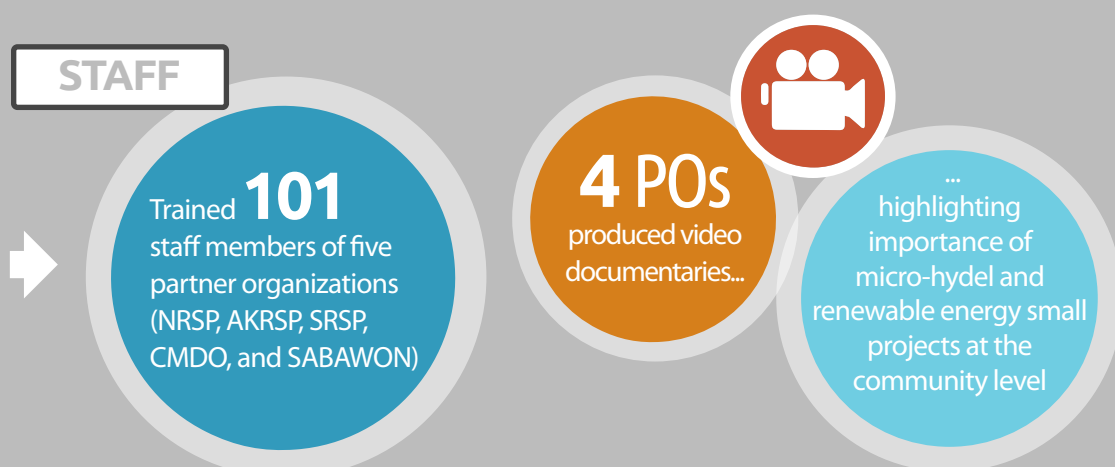 STAFF
Trained 101
staff members of five
partner organizations
(NRSP, AKRSP, SRSP,
CMDO, and SABAWON)
4 POs
produced video
documentaries...
...
highlighting
importance of
micro-hydel and
renewable energy small
projects at the
community level